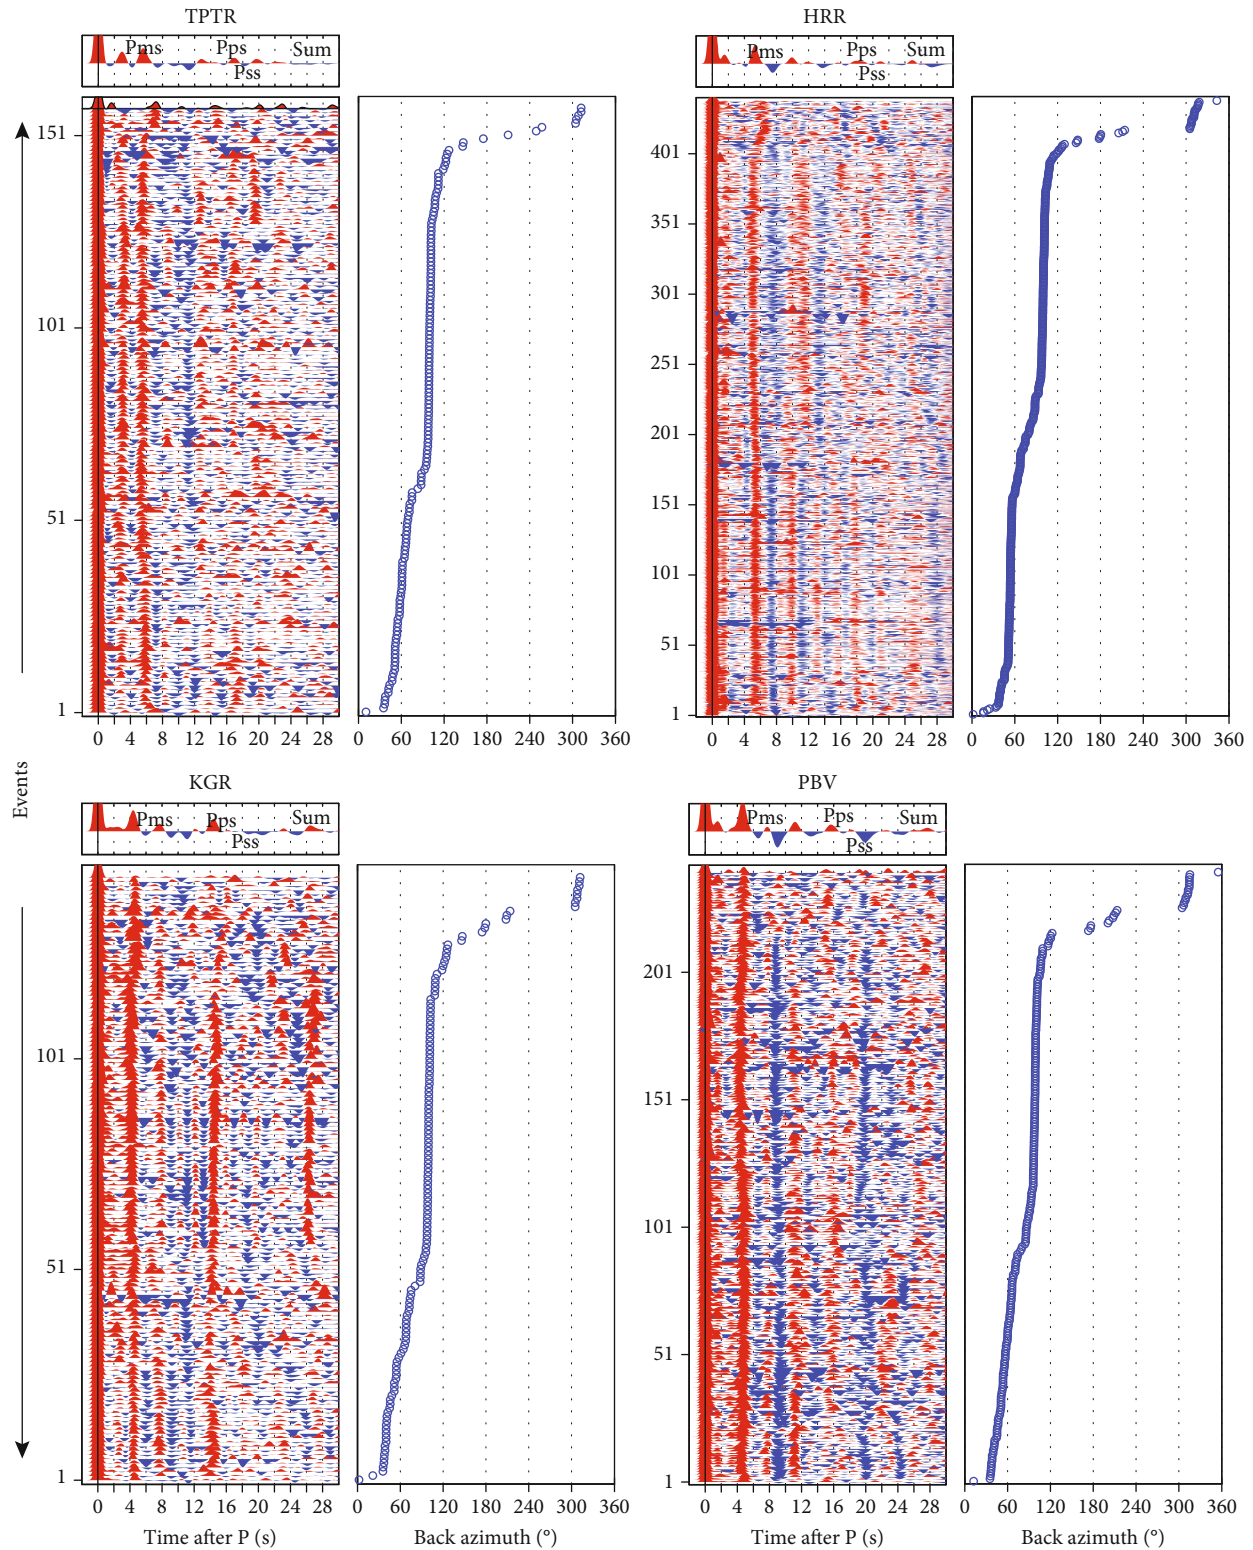 TPTR
Pms Pps Sum
Pss
151
101
51
1
0 4 8 12 16 20 24 28
0 60 120 180 240 300 360
HRR
Pms Pps Sum
Pss
401
351
301
251
201
151
101
51
1
0 4 8 12 16 20 24 28
0 60 120 180 240 300 360
Events
KGR
Pms Pps Sum
Pss
101
51
1
0 4 8 12 16 20 24 28
Time after P (s)
0 60 120 180 240 300 360
Back azimuth (°)
PBV
Pms Pps Sum
Pss
201
151
101
51
1
0 4 8 12 16 20 24 28
Time after P (s)
0 60 120 180 240 300 360
Back azimuth (°)